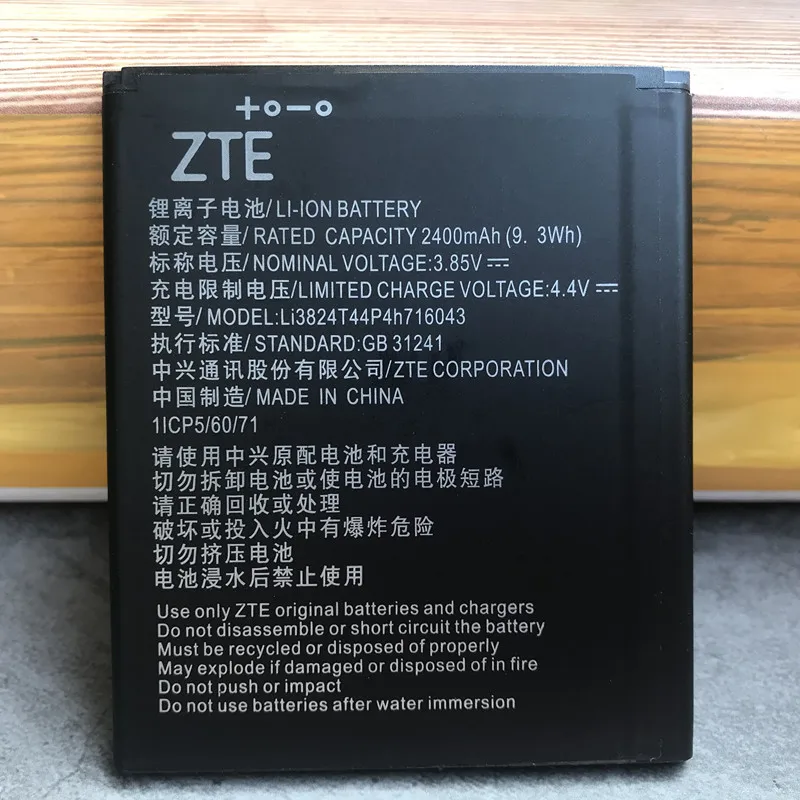 +o-o
ZTE
锂离子电池/LI-ION BATTERY
额定容量/RATED CAPACITY 2400mAh (9. 3Wh)
标称电压/NOMINAL VOLTAGE:3.85V⎓
充电限制电压/LIMITED CHARGE VOLTAGE:4.4V⎓
型号/MODEL:Li3824T44P4h716043
执行标准/STANDARD:GB 31241
中兴通讯股份有限公司/ZTE CORPORATION
中国制造/MADE IN CHINA
1ICP5/60/71
请使用中兴原配电池和充电器
切勿拆卸电池或使电池的电极短路
请正确回收或处理
破坏或投入火中有爆炸危险
切勿挤压电池
电池浸水后禁止使用
Use only ZTE original batteries and chargers
Do not disassemble or short circuit the battery
Must be recycled or disposed of properly
May explode if damaged or disposed of in fire
Do not push or impact
Do not use batteries after water immersion